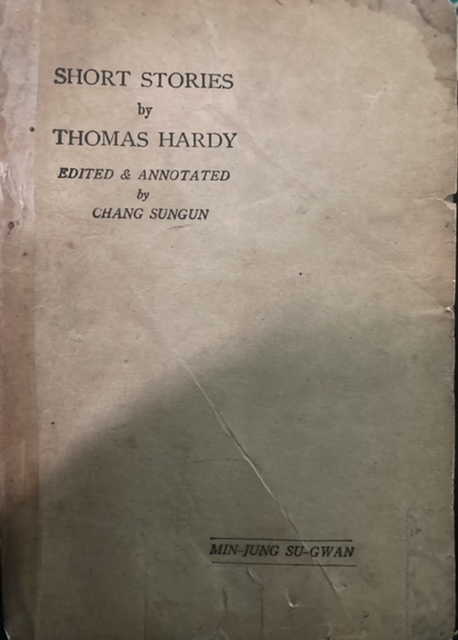 SHORT STORIES
by
THOMAS HARDY
EDITED & ANNOTATED
by
CHANG SUNGUN
MIN-JUNG SU-GWAN